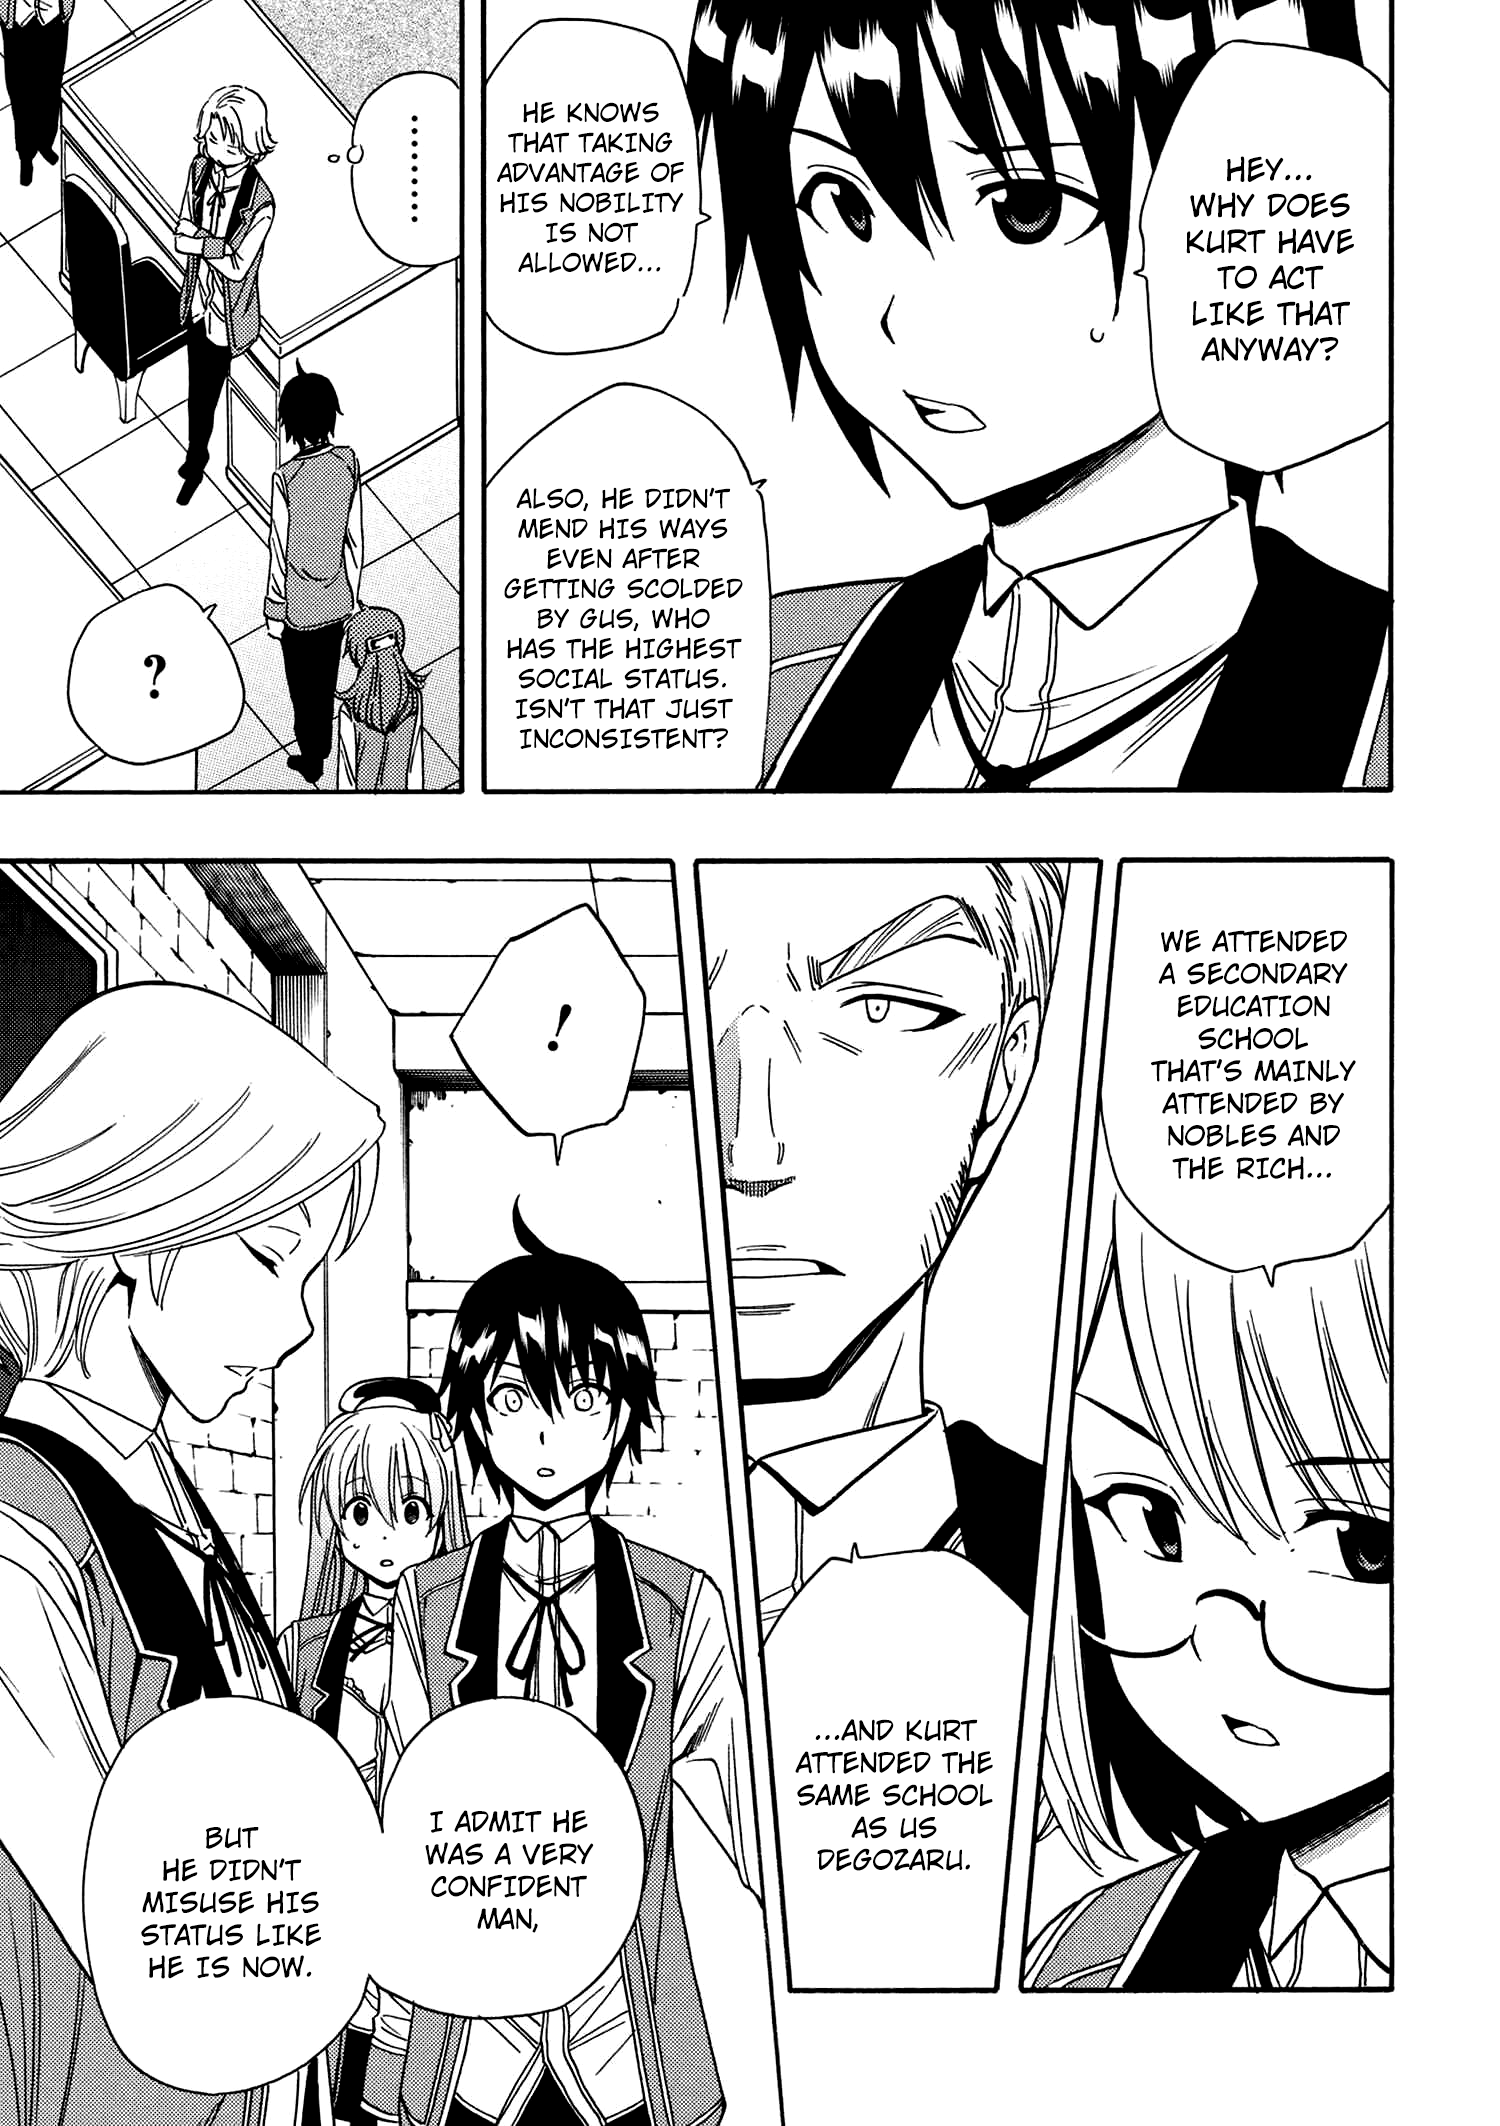 HEY...
WHY DOES
KURT HAVE
TO ACT
LIKE THAT
ANYWAY?
HE KNOWS
THAT TAKING
ADVANTAGE OF
HIS NOBILITY
IS NOT
ALLOWED...
ALSO, HE DIDN'T
MEND HIS WAYS
EVEN AFTER
GETTING SCOLDED
BY GUS, WHO
HAS THE HIGHEST
SOCIAL STATUS.
ISN'T THAT JUST
INCONSISTENT?
.........
?
WE ATTENDED
A SECONDARY
EDUCATION
SCHOOL
THAT'S MAINLY
ATTENDED BY
NOBLES AND
THE RICH...
...AND KURT
ATTENDED THE
SAME SCHOOL
AS US
DEGOZARU.
!
I ADMIT HE
WAS A VERY
CONFIDENT
MAN,
BUT
HE DIDN'T
MISUSE HIS
STATUS LIKE
HE IS NOW.